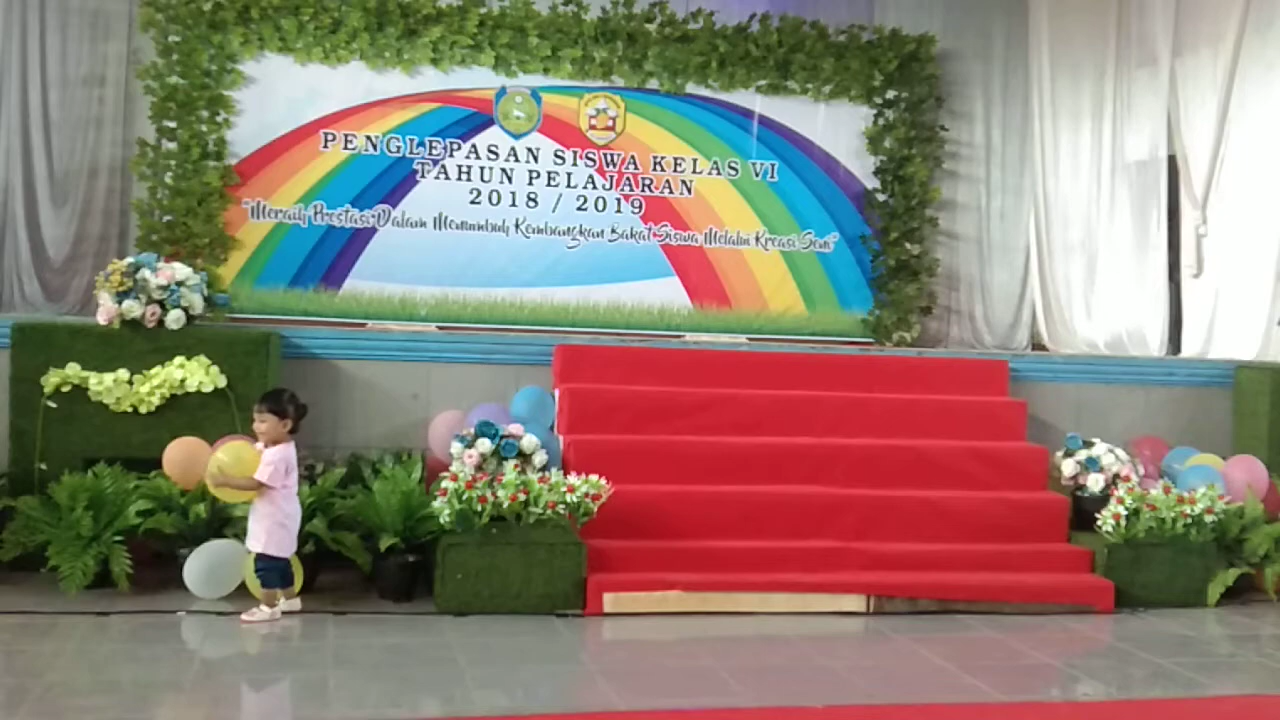 PENGLEPASAN SISWA KELAS VI
TAHUN PELAJARAN
2018 / 2019
"Meraih Prestasi Dalam Menumbuh Kembangkan Bakat Siswa Melalui Kreasi Seni"